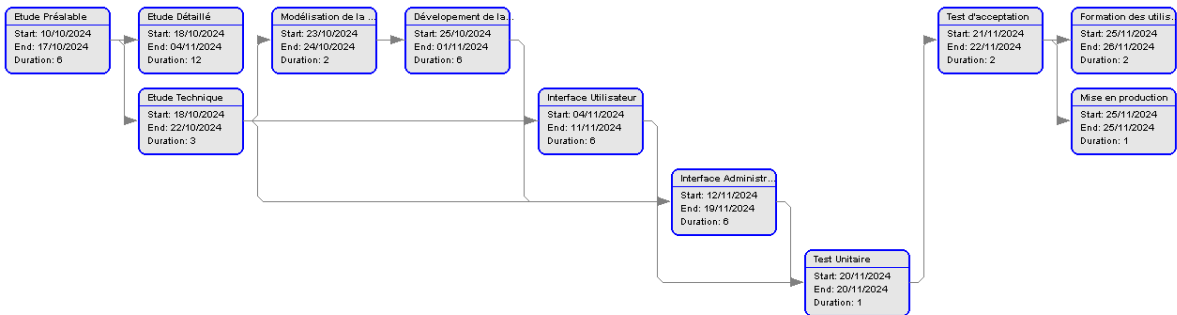 Etude Préalable
Start: 10/10/2024
End: 17/10/2024
Duration: 6
Etude Détaillé
Start: 18/10/2024
End: 04/11/2024
Duration: 12
Modélisation de la ...
Start: 23/10/2024
End: 24/10/2024
Duration: 2
Dévelopement de la...
Start: 25/10/2024
End: 01/11/2024
Duration: 6
Test d'acceptation
Start: 21/11/2024
End: 22/11/2024
Duration: 2
Formation des utilis...
Start: 25/11/2024
End: 26/11/2024
Duration: 2
Etude Technique
Start: 18/10/2024
End: 22/10/2024
Duration: 3
Interface Utilisateur
Start: 04/11/2024
End: 11/11/2024
Duration: 6
Mise en production
Start: 25/11/2024
End: 25/11/2024
Duration: 1
Interface Administr...
Start: 12/11/2024
End: 19/11/2024
Duration: 6
Test Unitaire
Start: 20/11/2024
End: 20/11/2024
Duration: 1